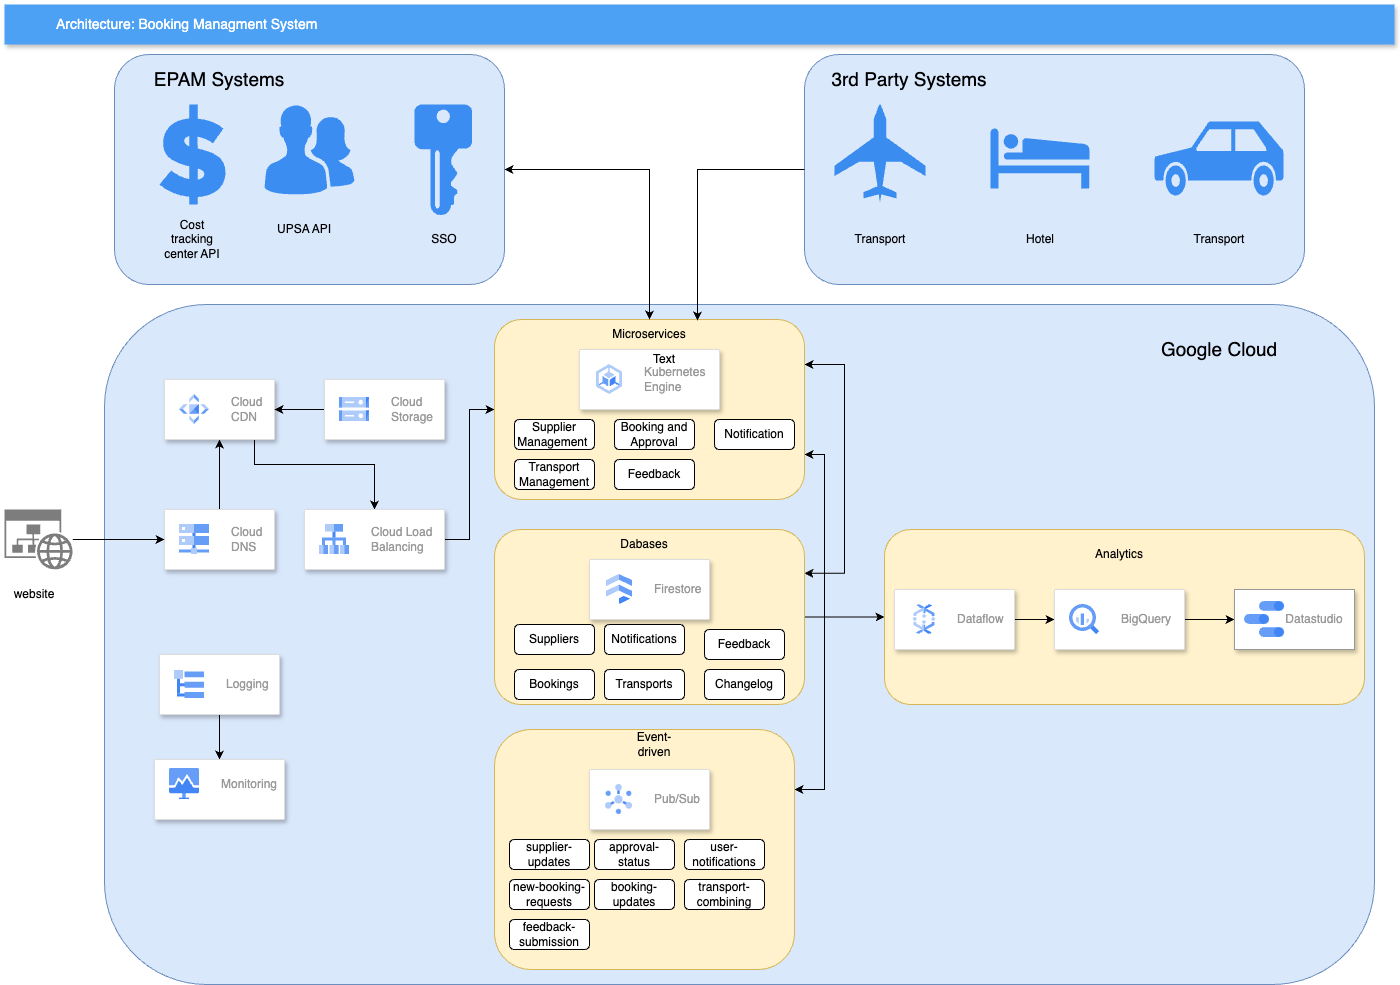 Architecture: Booking Managment System
EPAM Systems
Cost
tracking
center API
UPSA API
SSO
3rd Party Systems
Transport
Hotel
Transport
Google Cloud
Microservices
Text
Kubernetes
Engine
Supplier
Management
Booking and
Approval
Notification
Transport
Management
Feedback
Cloud
CDN
Cloud
Storage
Cloud
DNS
Cloud Load
Balancing
website
Dabases
Firestore
Suppliers
Notifications
Feedback
Bookings
Transports
Changelog
Analytics
Dataflow
BigQuery
Datastudio
Logging
Monitoring
Event-
driven
Pub/Sub
supplier-
updates
approval-
status
user-
notifications
new-booking-
requests
booking-
updates
transport-
combining
feedback-
submission